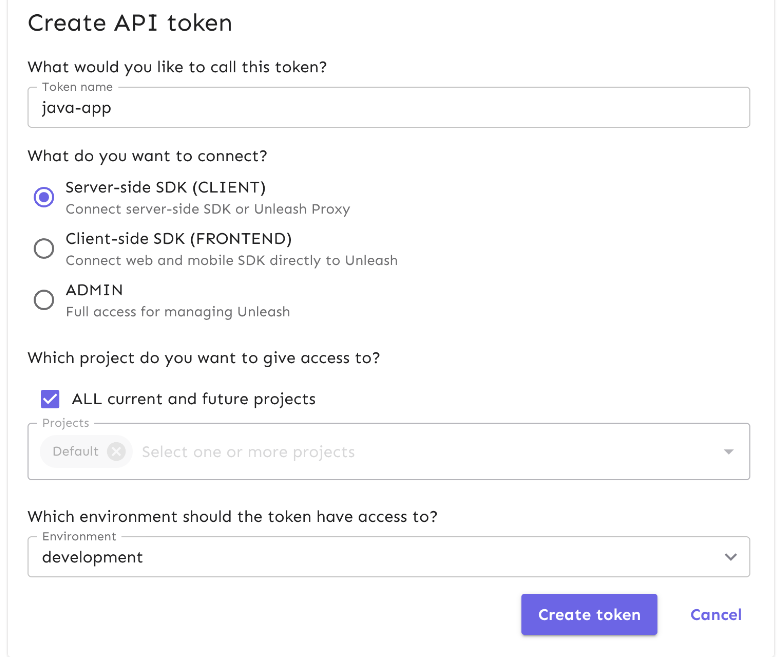 Create API token
What would you like to call this token?
Token name
java-app
What do you want to connect?
Server-side SDK (CLIENT)
Connect server-side SDK or Unleash Proxy
Client-side SDK (FRONTEND)
Connect web and mobile SDK directly to Unleash
ADMIN
Full access for managing Unleash
Which project do you want to give access to?
ALL current and future projects
Projects
Default Select one or more projects
Which environment should the token have access to?
Environment
development
Create token Cancel